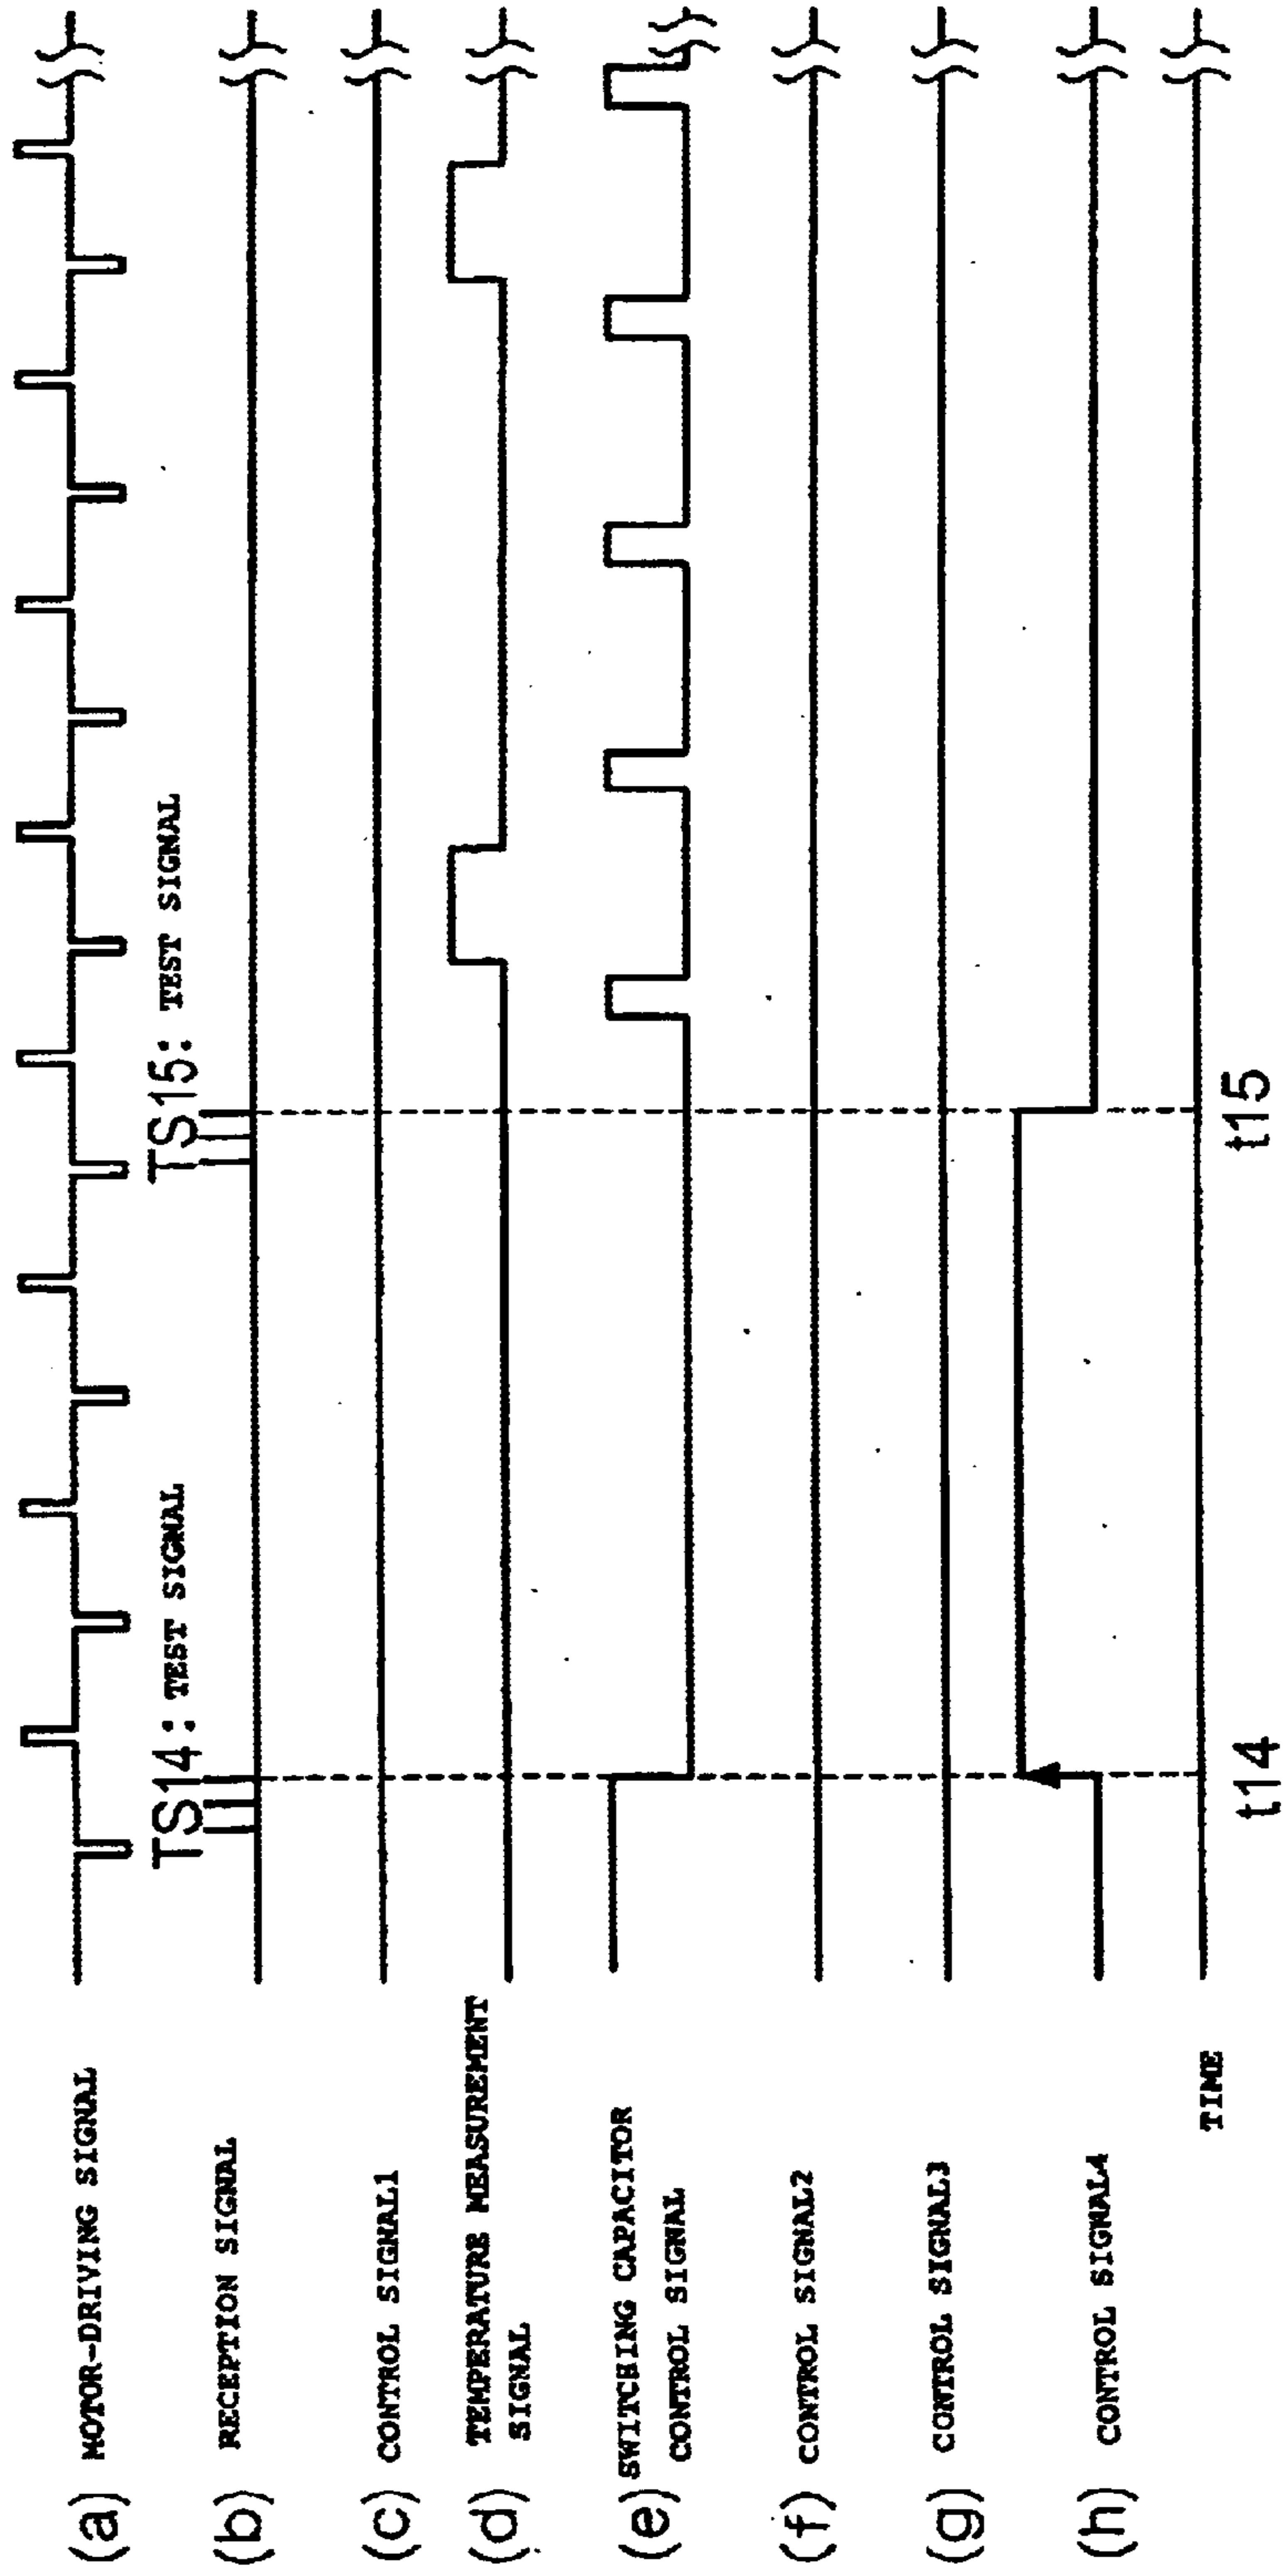 (a) MOTOR-DRIVING SIGNAL
TS14: TEST SIGNAL
TS15: TEST SIGNAL
(b) RECEPTION SIGNAL
(c) CONTROL SIGNAL1
(d) TEMPERATURE MEASUREMENT
SIGNAL
(e) SWITCHING CAPACITOR
CONTROL SIGNAL
(f) CONTROL SIGNAL2
(g) CONTROL SIGNAL3
(h) CONTROL SIGNAL4
TIME
t14
t15